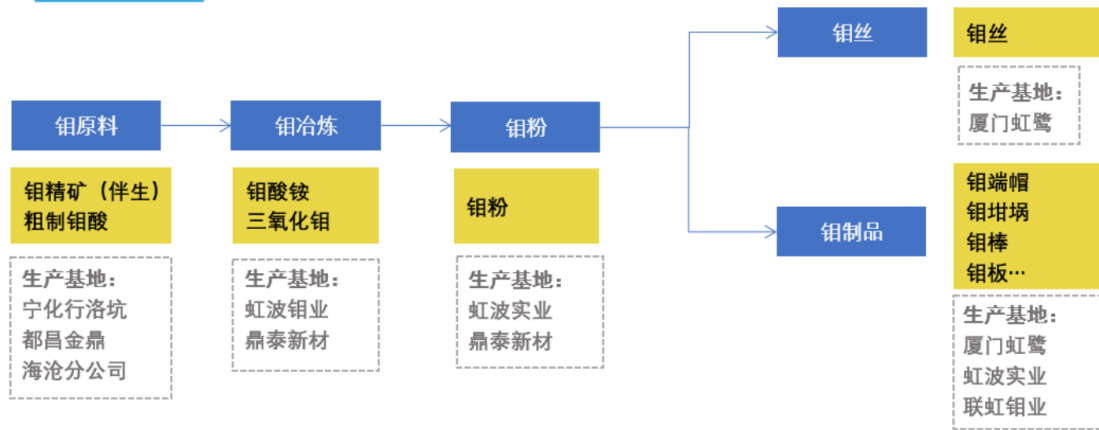 钼原料
钼精矿（伴生）
粗制钼酸
生产基地：
宁化行洛坑
都昌金鼎
海沧分公司
钼冶炼
钼酸铵
三氧化钼
生产基地：
虹波钼业
鼎泰新材
钼粉
钼粉
生产基地：
虹波实业
鼎泰新材
钼丝
钼丝
生产基地：
厦门虹鹭
钼制品
钼端帽
钼坩埚
钼棒
钼板…
生产基地：
厦门虹鹭
虹波实业
联虹钼业